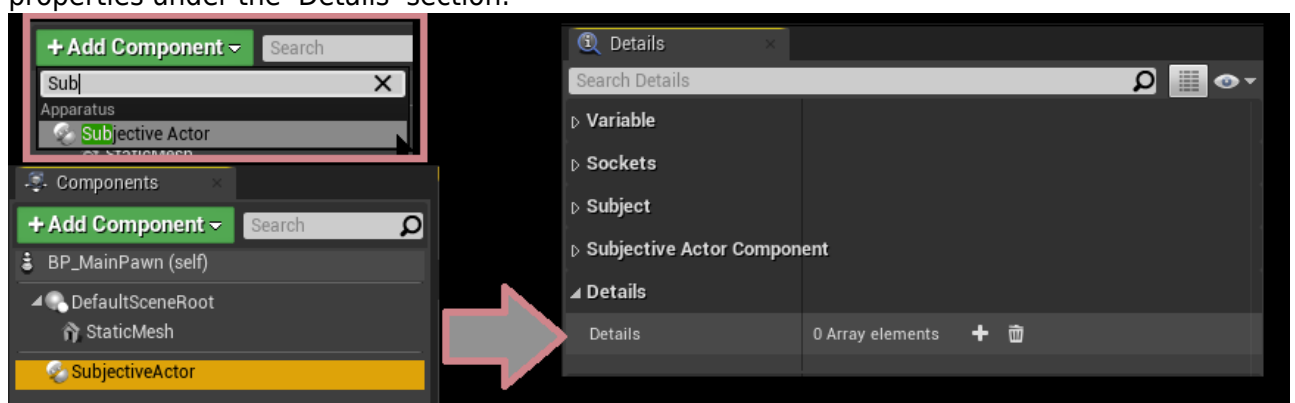 properties under the "Details" section.
+ Add Component
Search
Sub
Apparatus
Subjective Actor
StaticMesh
Components
+ Add Component
Search
BP_MainPawn (self)
DefaultSceneRoot
StaticMesh
SubjectiveActor
Details
Search Details
Variable
Sockets
Subject
Subjective Actor Component
Details
Details 0 Array elements